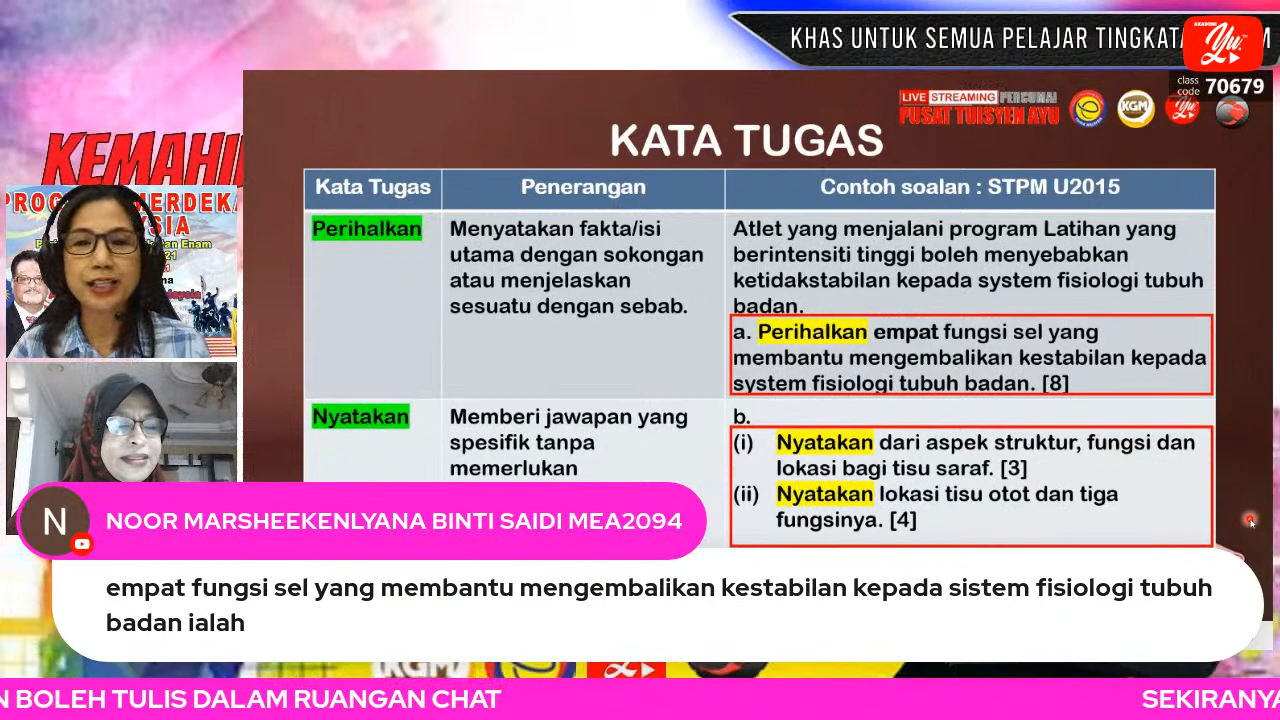 KHAS UNTUK SEMUA PELAJAR
AKADEMI
Yu
class
code 70679
LIVE STREAMING PERCUMA!
PUSAT TUISYEN AYU
KGM
KATA TUGAS
Kata Tugas
Penerangan
Contoh soalan : STPM U2015
Perihalkan
Menyatakan fakta/isi
utama dengan sokongan
atau menjelaskan
sesuatu dengan sebab.
Atlet yang menjalani program Latihan yang
berintensiti tinggi boleh menyebabkan
ketidakstabilan kepada system fisiologi tubuh
badan.
a. Perihalkan empat fungsi sel yang
membantu mengembalikan kestabilan kepada
system fisiologi tubuh badan. [8]
Nyatakan
Memberi jawapan yang
spesifik tanpa
memerlukan
b.
(i) Nyatakan dari aspek struktur, fungsi dan
lokasi bagi tisu saraf. [3]
(ii) Nyatakan lokasi tisu otot dan tiga
fungsinya. [4]
N
NOOR MARSHEEKENLYANA BINTI SAIDI MEA2094
empat fungsi sel yang membantu mengembalikan kestabilan kepada sistem fisiologi tubuh
badan ialah
KGM
N BOLEH TULIS DALAM RUANGAN CHAT
SEKIRANYA